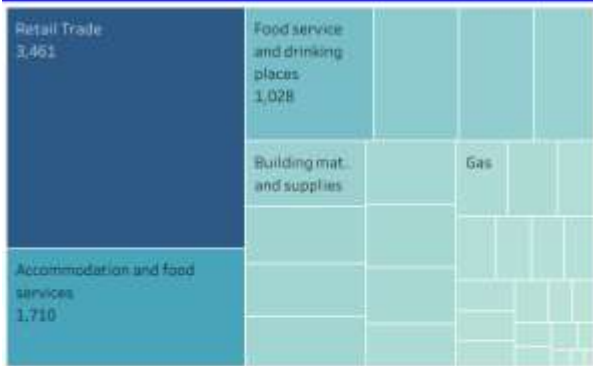 Retail Trade
3,461
Food service
and drinking
places
1,028
Building mat.
and supplies
Gas
Accommodation and food
services
1,710